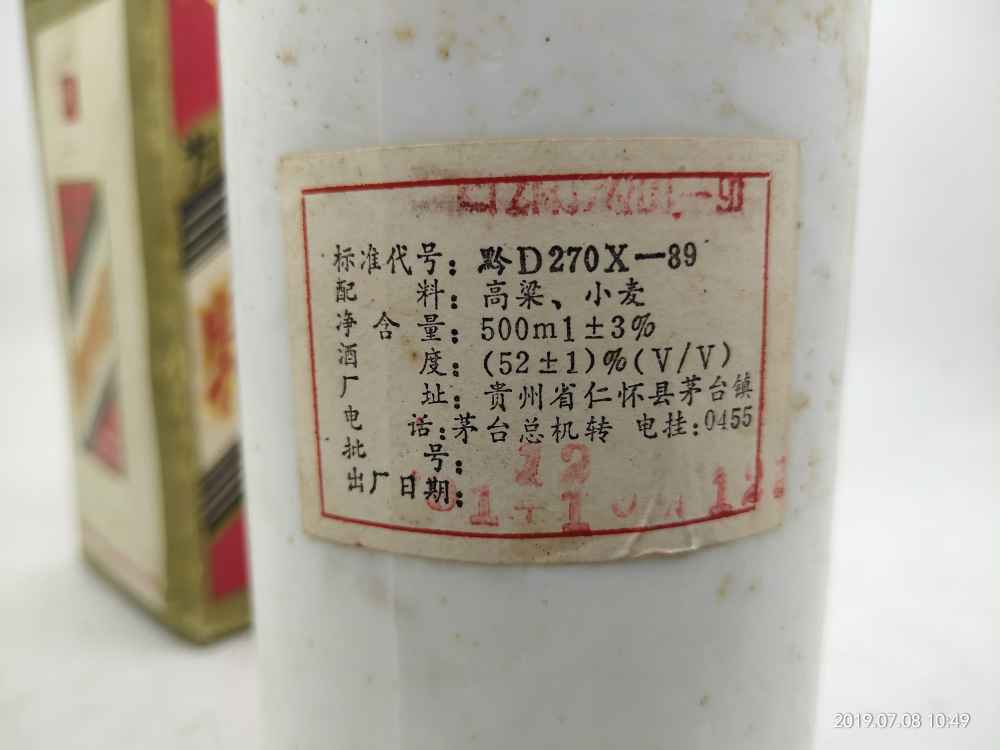 标准代号：黔D270X—89
配料：高梁、小麦
净含量：500ml±3%
酒度：(52±1)%(V/V)
厂址：贵州省仁怀县茅台镇
电话：茅台总机转 电挂：0455
批号：22
出厂日期：
2019.07.08 10:49